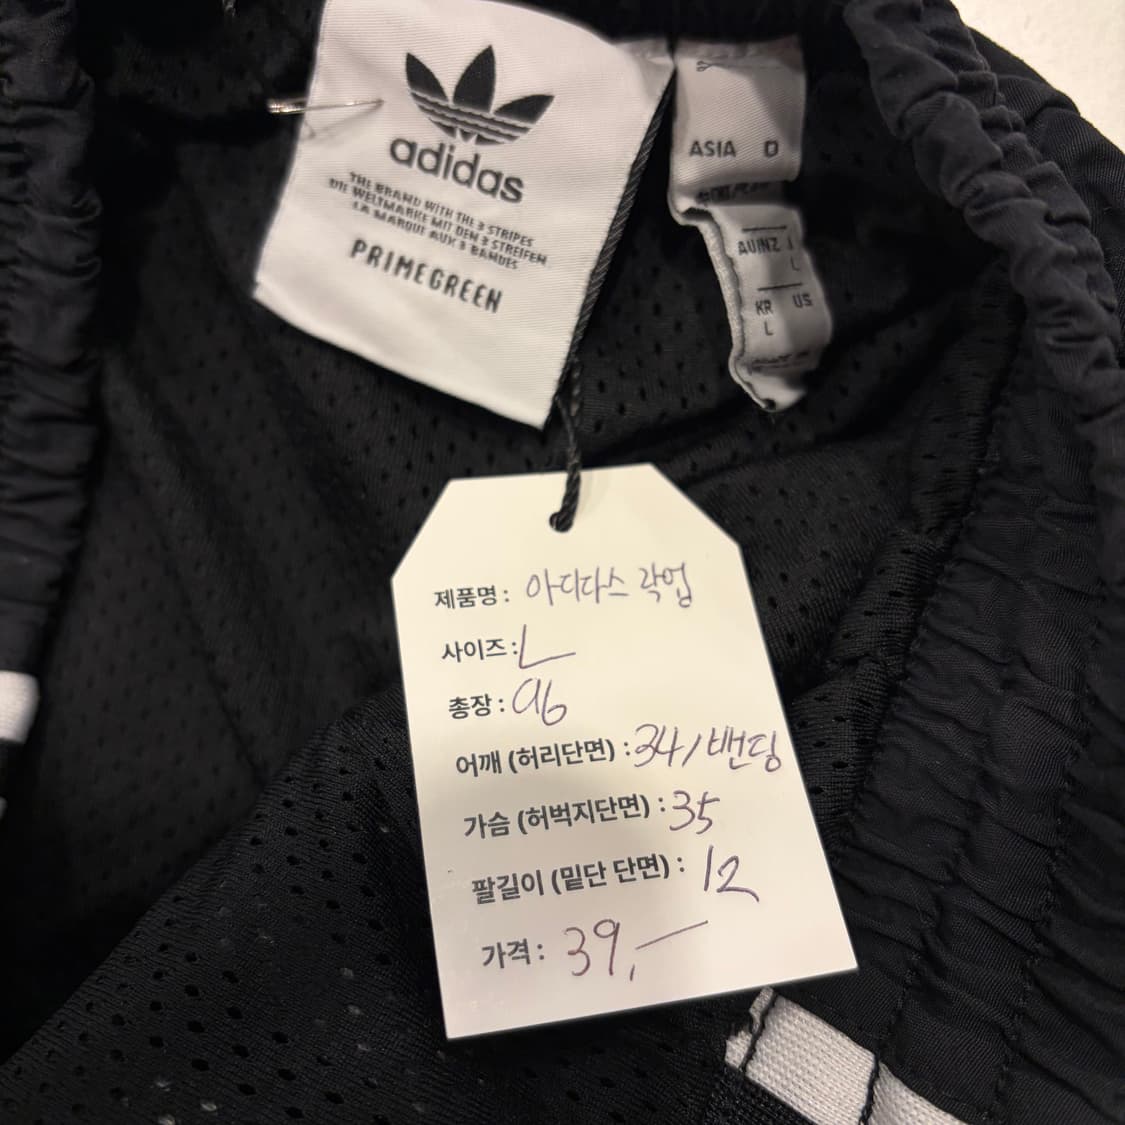 adidas
THE BRAND WITH THE 3 STRIPES
DIE WELTMARKE MIT DEN 3 STREIFEN
LA MARQUE AUX 3 BANDES
PRIMEGREEN
ASIA D
AU/NZ
L
KR US
L
제품명: 아디다스 락업
사이즈: L
총장: 96
어깨 (허리단면) : 34/밴딩
가슴 (허벅지단면) : 35
팔길이 (밑단 단면) : 12
가격: 39,-